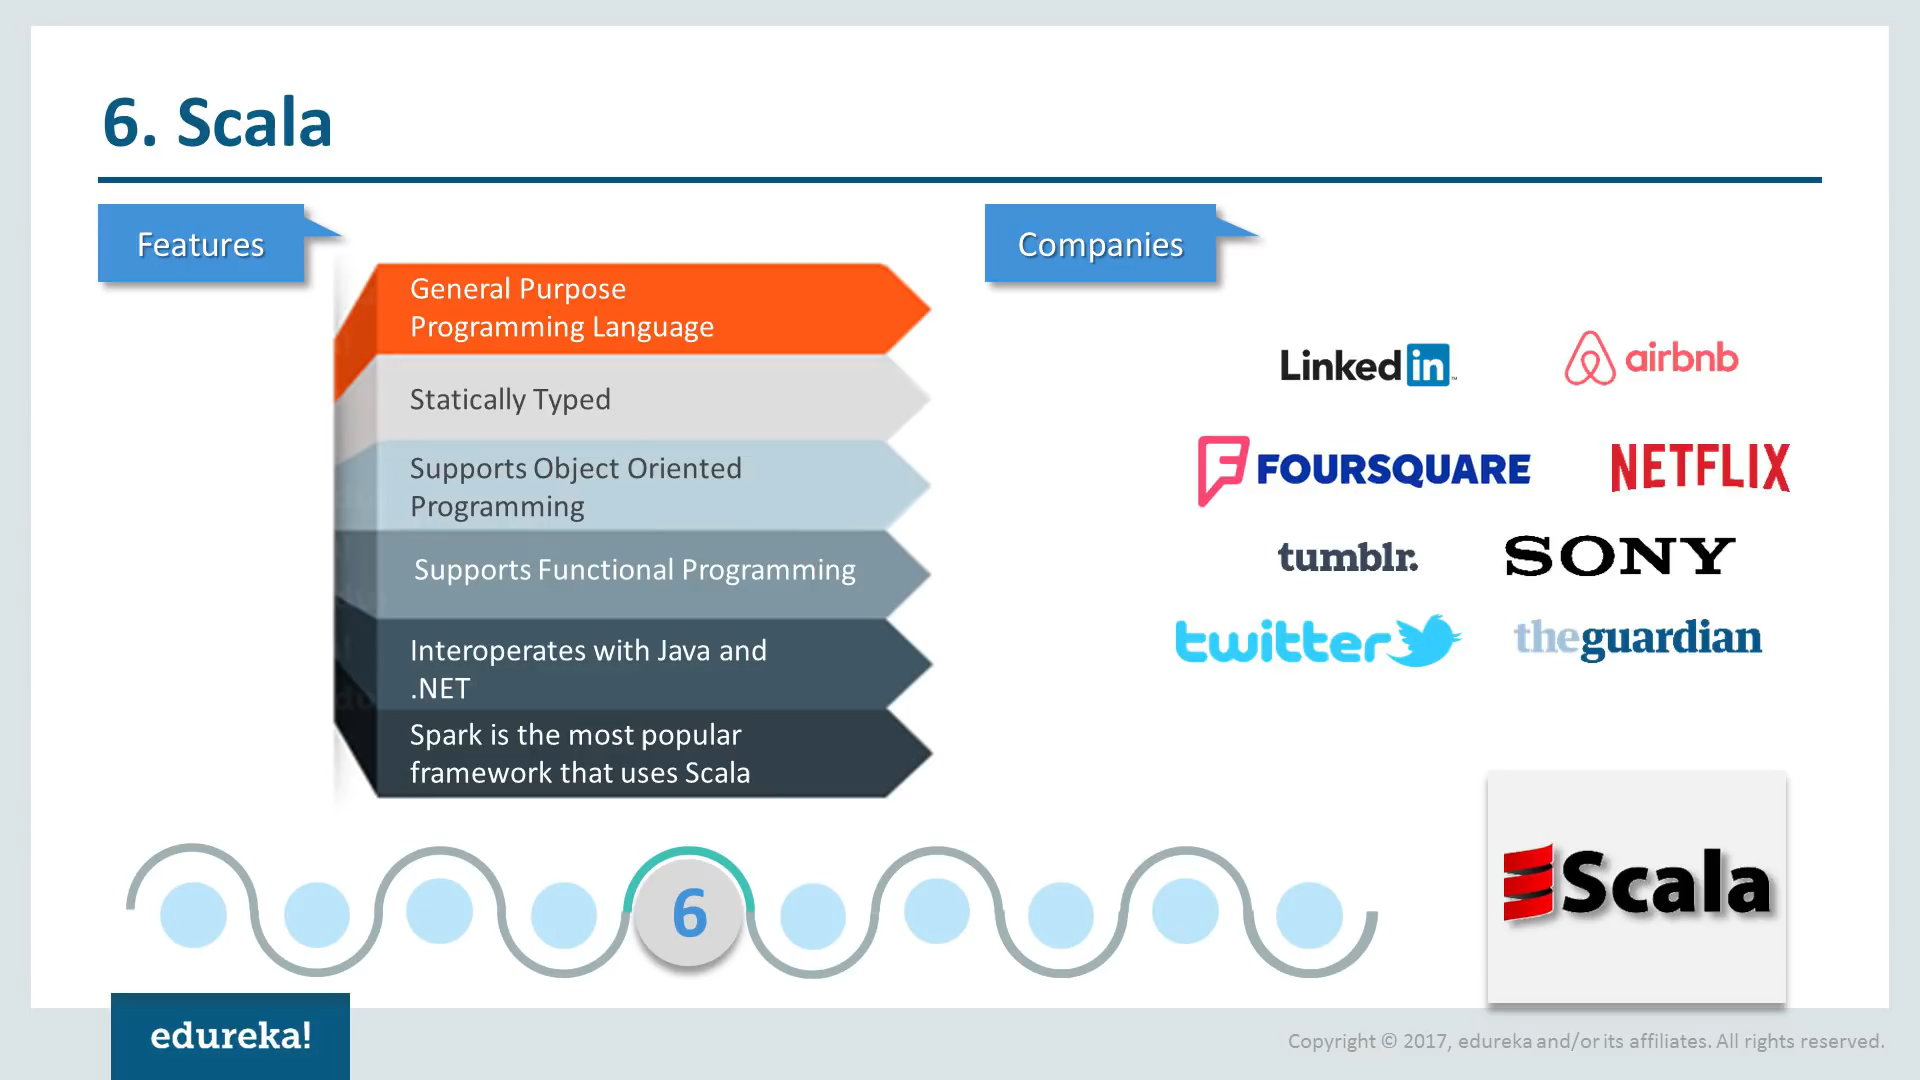 6. Scala
Features
General Purpose
Programming Language
Statically Typed
Supports Object Oriented
Programming
Supports Functional Programming
Interoperates with Java and
.NET
Spark is the most popular
framework that uses Scala
Companies
Linked in™
airbnb
FOURSQUARE
NETFLIX
tumblr.
SONY
twitter
theguardian
6
Scala
edureka!
Copyright © 2017, edureka and/or its affiliates. All rights reserved.